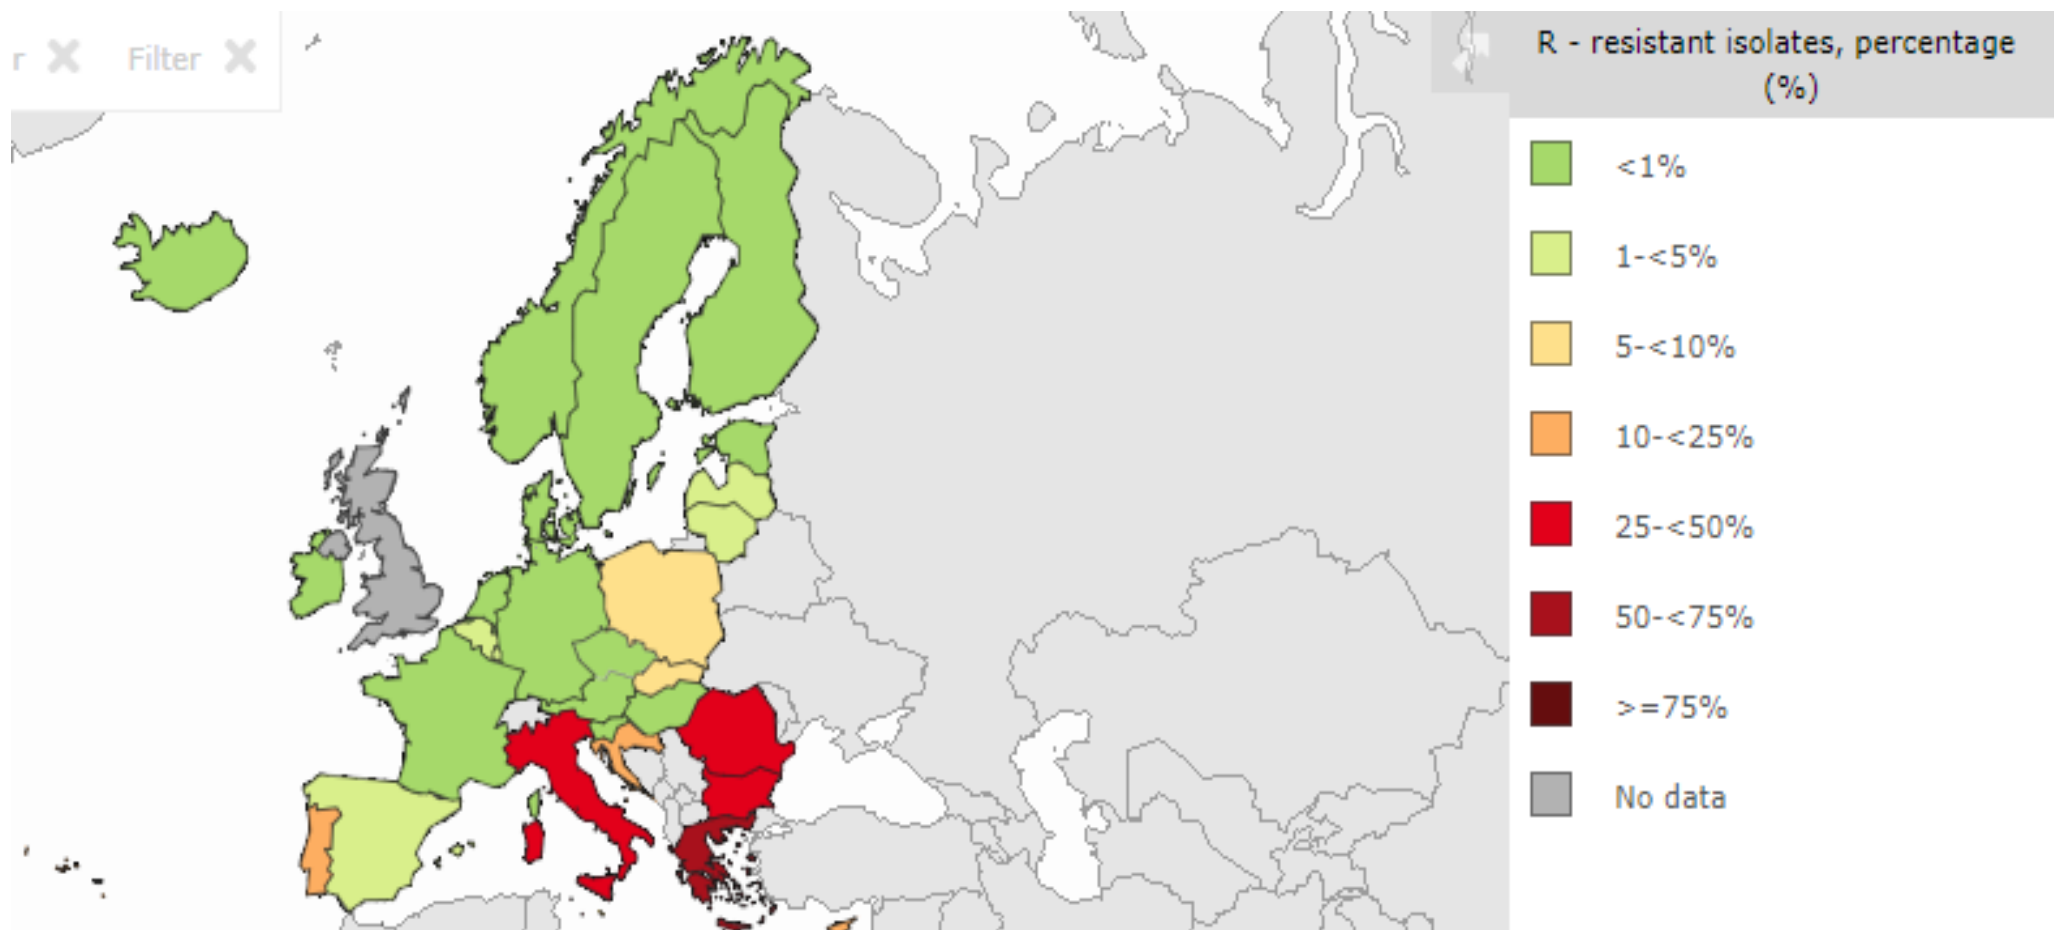 r
Filter
R - resistant isolates, percentage
(%)
<1%
1-<5%
5-<10%
10-<25%
25-<50%
50-<75%
>=75%
No data